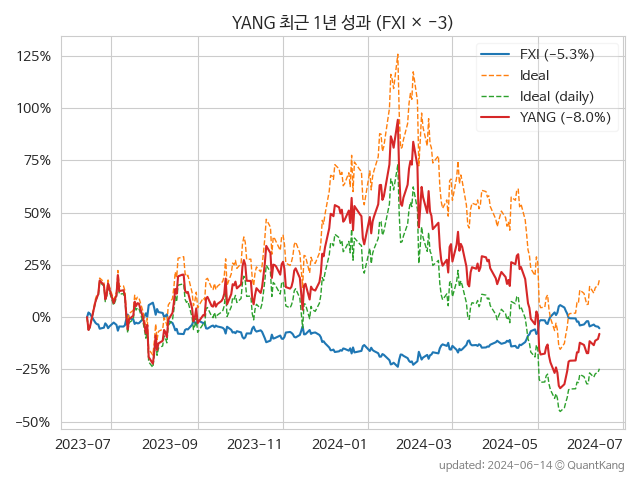 YANG 최근 1년 성과 (FXI × −3)
125%
100%
75%
50%
25%
0%
−25%
−50%
FXI (−5.3%)
Ideal
Ideal (daily)
YANG (−8.0%)
2023-07
2023-09
2023-11
2024-01
2024-03
2024-05
2024-07
updated: 2024-06-14 ⓒ QuantKang